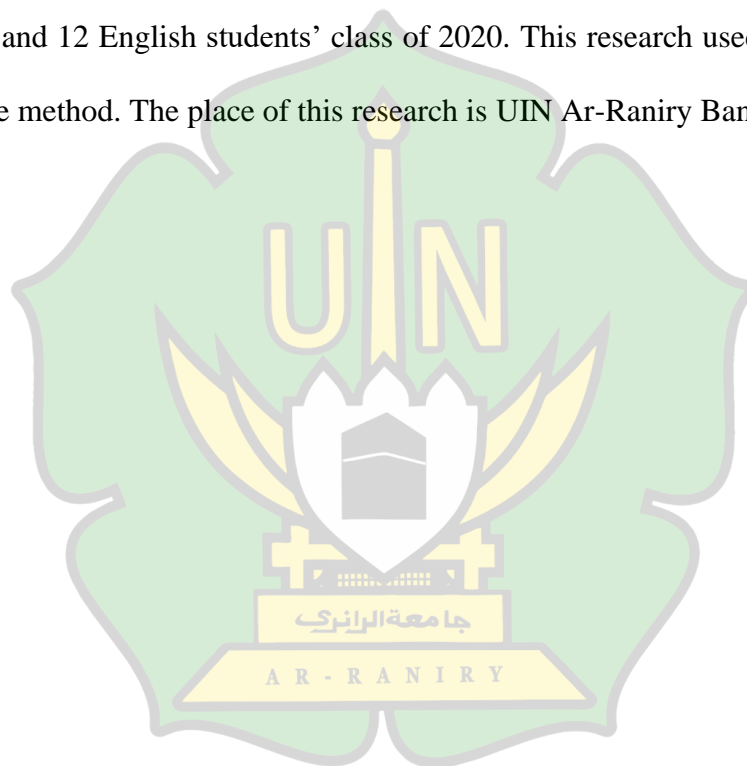 and 12 English students' class of 2020. This research used
e method. The place of this research is UIN Ar-Raniry Ban
UIN
جامعة الرانري
AR-RANIRY